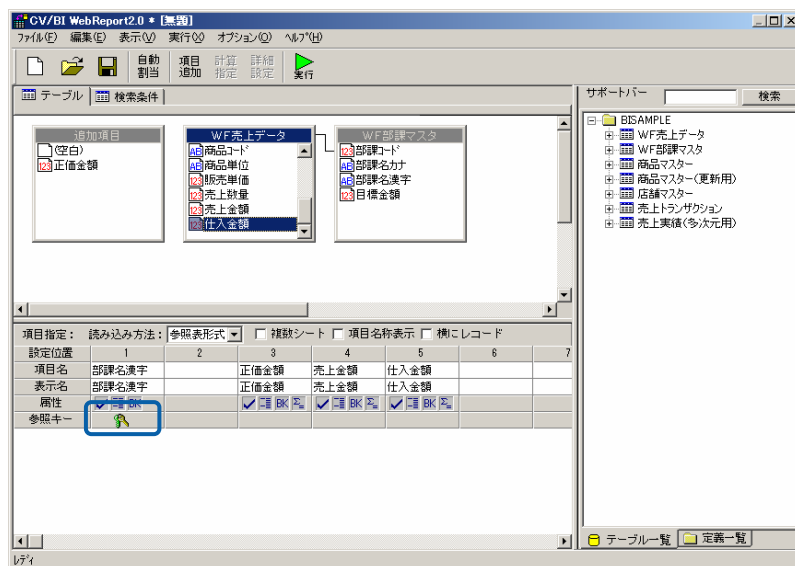 CV/BI WebReport2.0 * [無題]
ファイル(F) 編集(E) 表示(V) 実行(X) オプション(O) ヘルプ(H)
自動割当 項目追加 計算指定 詳細設定 実行
テーブル 検索条件
追加項目
(空白)
正価金額
WF売上データ
商品コード
商品単位
販売単価
売上数量
売上金額
仕入金額
WF部課マスタ
部課コード
部課名カナ
部課名漢字
目標金額
項目指定: 読み込み方法: 参照表形式 複数シート 項目名称表示 横にレコード
設定位置 1 2 3 4 5 6 7
項目名 部課名漢字 正価金額 売上金額 仕入金額
表示名 部課名漢字 正価金額 売上金額 仕入金額
属性 BK BK BK BK
参照キー
サポートバー 検索
BISAMPLE
WF売上データ
WF部課マスタ
商品マスター
商品マスター(更新用)
店舗マスター
売上トランザクション
売上実績(多次元用)
テーブル一覧 定義一覧
レディ